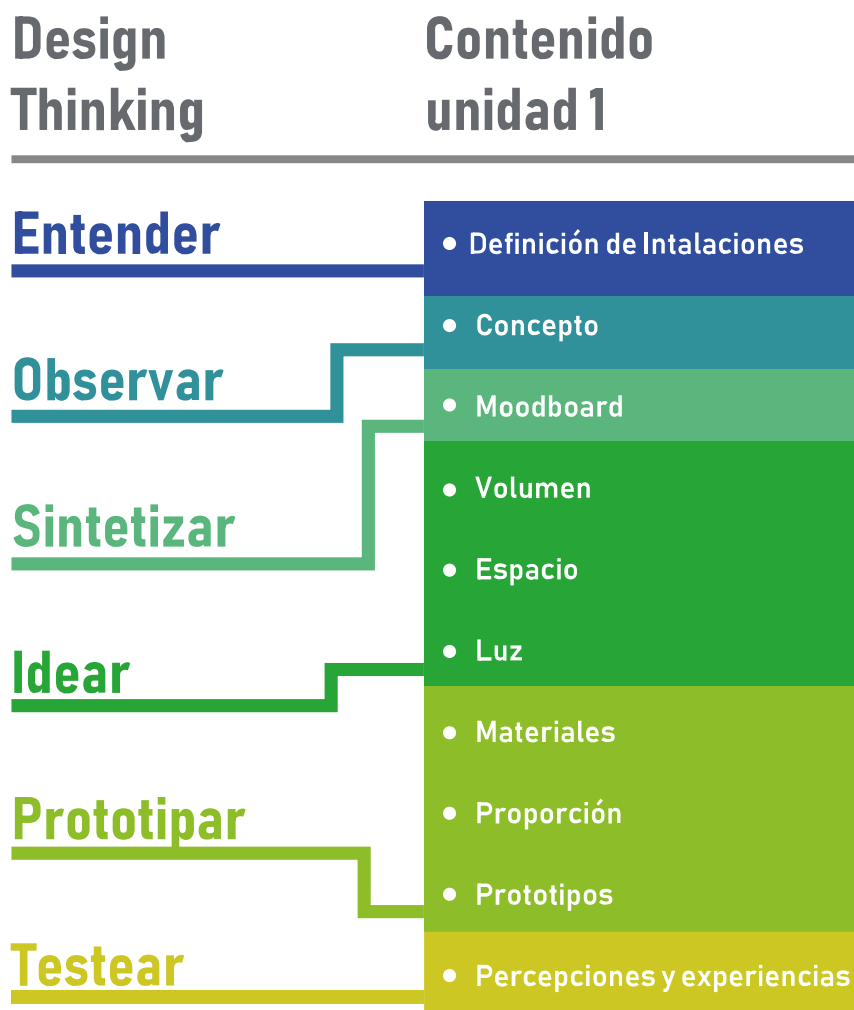 Design
Thinking
Contenido
unidad 1
Entender
Observar
Sintetizar
Idear
Prototipar
Testear
• Definición de Intalaciones
• Concepto
• Moodboard
• Volumen
• Espacio
• Luz
• Materiales
• Proporción
• Prototipos
• Percepciones y experiencias